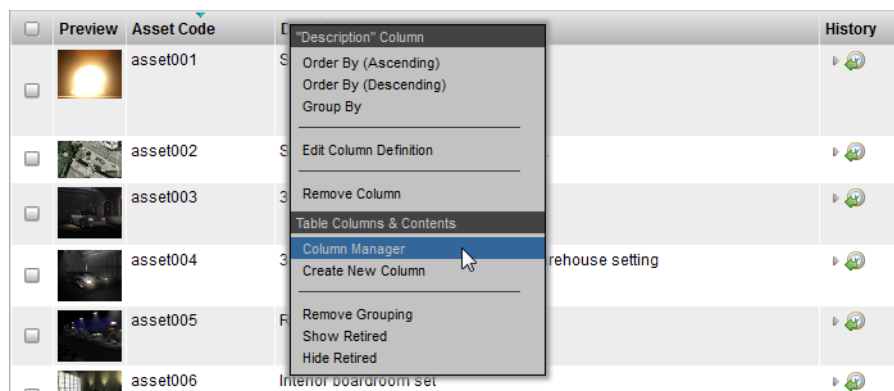 Preview Asset Code History
"Description" Column
asset001
Order By (Ascending)
Order By (Descending)
Group By
asset002
Edit Column Definition
asset003
Remove Column
Table Columns & Contents
Column Manager
asset004 rehouse setting
Create New Column
Remove Grouping
asset005
Show Retired
Hide Retired
asset006 Interior boardroom set